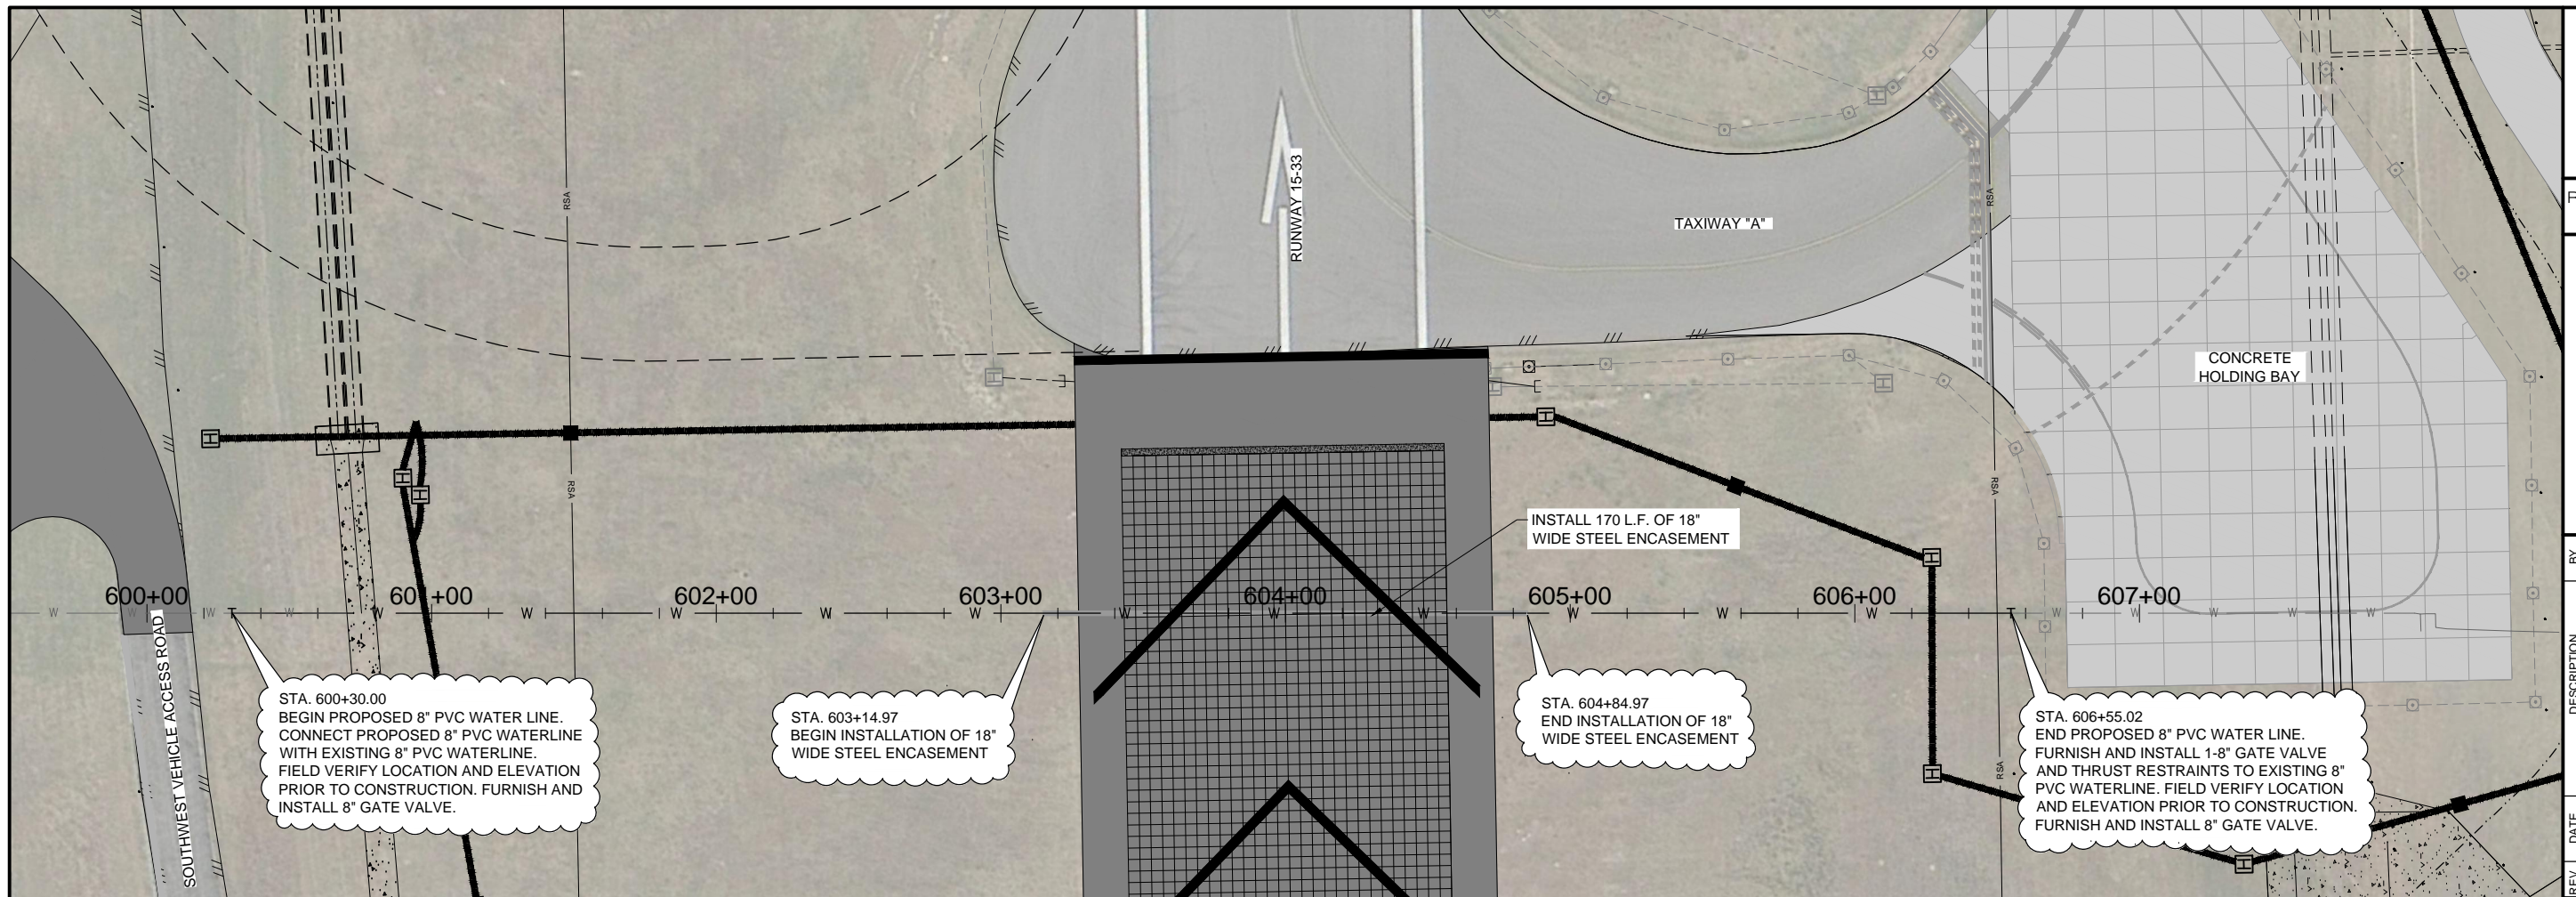 RSA
RUNWAY 15-33
TAXIWAY "A"
RSA
CONCRETE
HOLDING BAY
RSA
RSA
INSTALL 170 L.F. OF 18"
WIDE STEEL ENCASEMENT
600+00
601+00
602+00
603+00
604+00
605+00
606+00
607+00
W W W W W W W W W W W W W W W W
SOUTHWEST VEHICLE ACCESS ROAD
STA. 600+30.00
BEGIN PROPOSED 8" PVC WATER LINE.
CONNECT PROPOSED 8" PVC WATERLINE
WITH EXISTING 8" PVC WATERLINE.
FIELD VERIFY LOCATION AND ELEVATION
PRIOR TO CONSTRUCTION. FURNISH AND
INSTALL 8" GATE VALVE.
STA. 603+14.97
BEGIN INSTALLATION OF 18"
WIDE STEEL ENCASEMENT
STA. 604+84.97
END INSTALLATION OF 18"
WIDE STEEL ENCASEMENT
RSA
STA. 606+55.02
END PROPOSED 8" PVC WATER LINE.
FURNISH AND INSTALL 1-8" GATE VALVE
AND THRUST RESTRAINTS TO EXISTING 8"
PVC WATERLINE. FIELD VERIFY LOCATION
AND ELEVATION PRIOR TO CONSTRUCTION.
FURNISH AND INSTALL 8" GATE VALVE.
BY
DESCRIPTION
DATE
REV